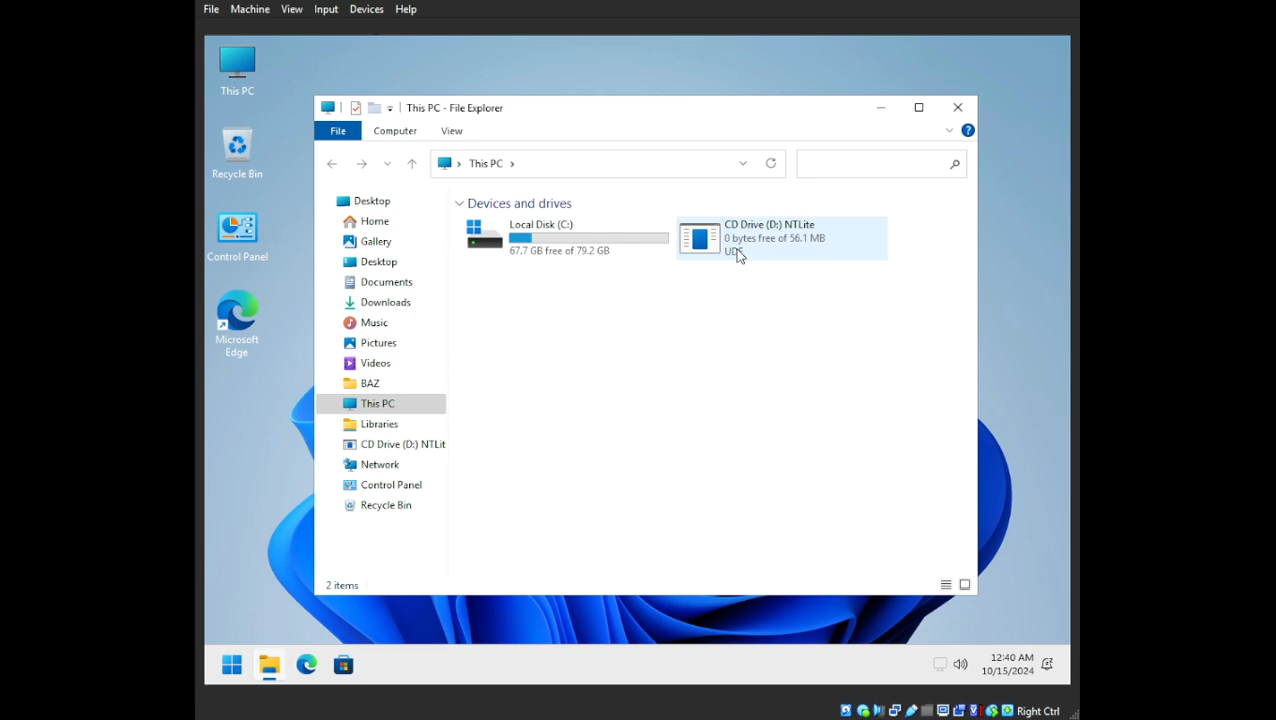 File Machine View Input Devices Help
This PC
Recycle Bin
Control Panel
Microsoft
Edge
This PC - File Explorer
File Computer View
This PC
Desktop
Home
Gallery
Desktop
Documents
Downloads
Music
Pictures
Videos
BAZ
This PC
Libraries
CD Drive (D:) NTLit
Network
Control Panel
Recycle Bin
Devices and drives
Local Disk (C:)
67.7 GB free of 79.2 GB
CD Drive (D:) NTLite
0 bytes free of 56.1 MB
UDF
2 items
12:40 AM
10/15/2024
Right Ctrl